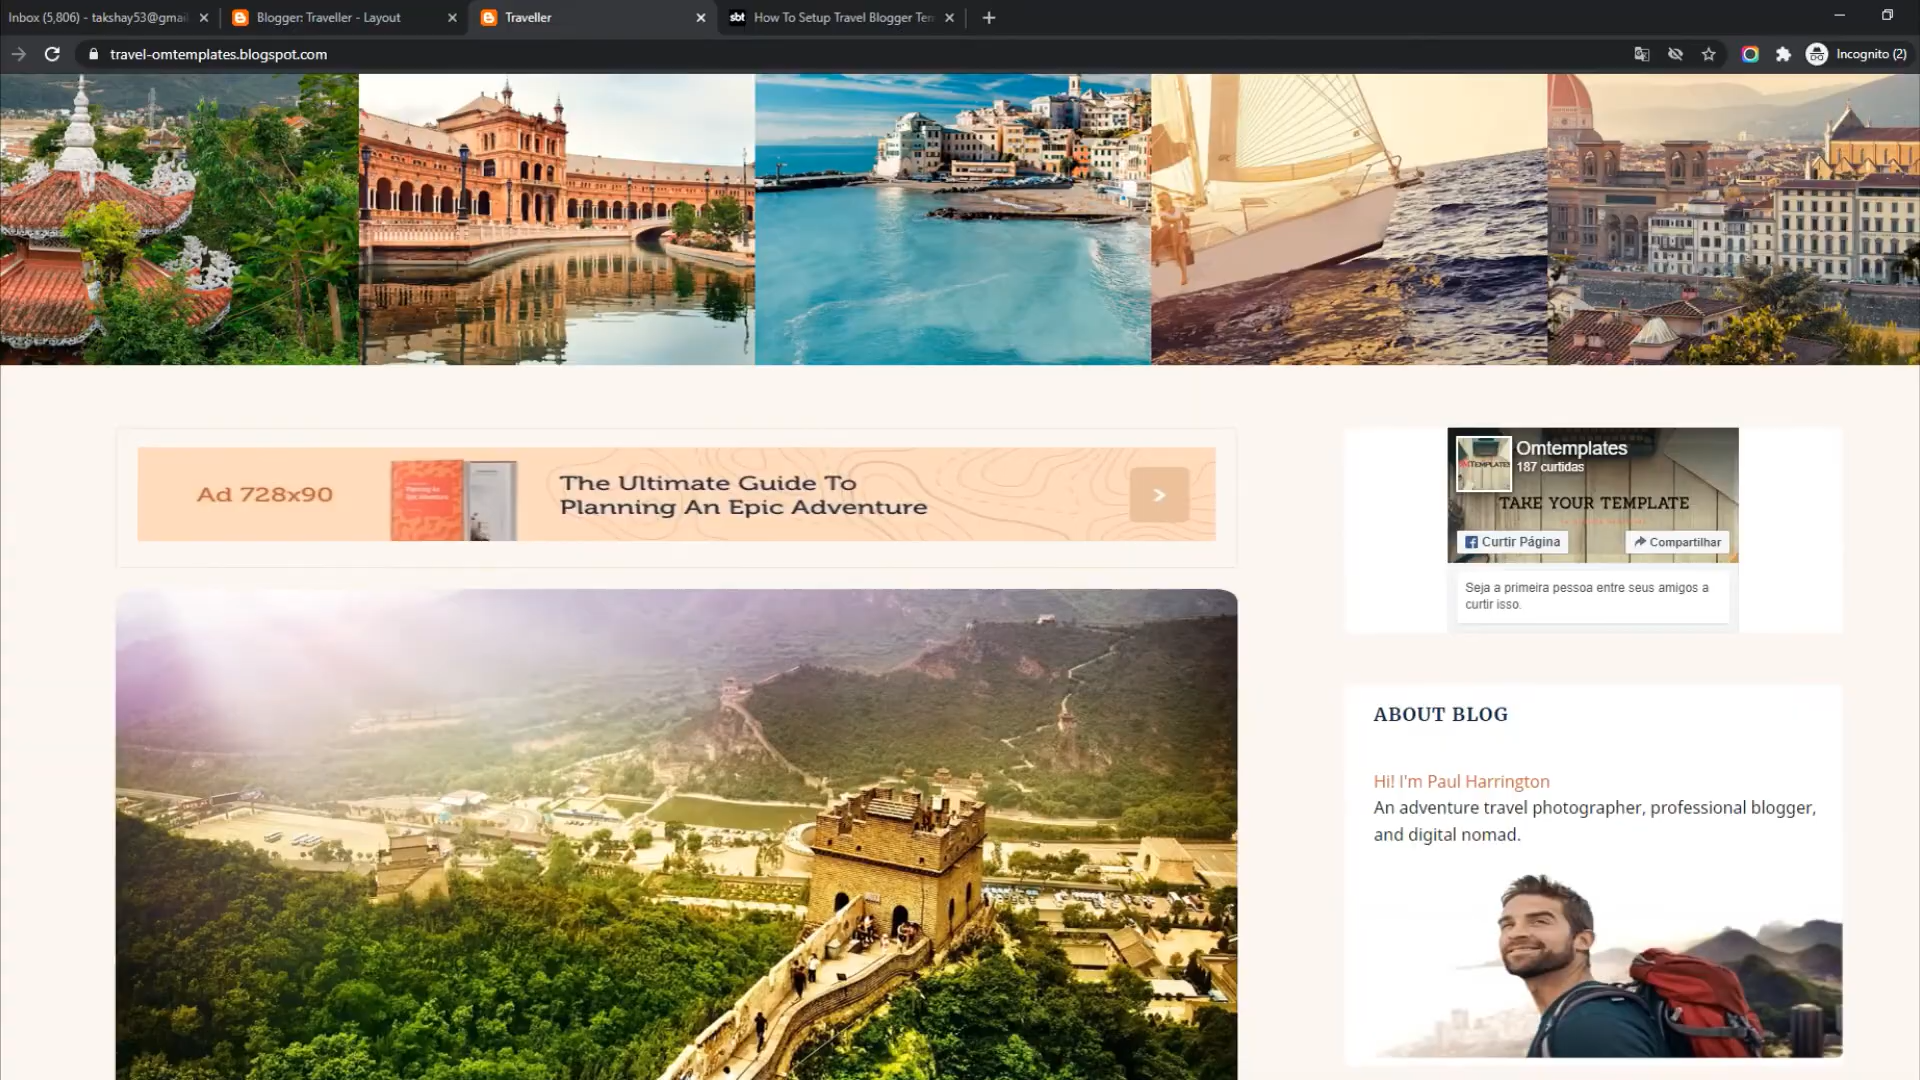 Inbox (5,806) - takshay53@gmai
Blogger: Traveller - Layout
Traveller
sbt
How To Setup Travel Blogger Tem
travel-omtemplates.blogspot.com
Incognito (2)
Ad 728x90
The Ultimate Guide To
Planning An Epic Adventure
Omtemplates
187 curtidas
TAKE YOUR TEMPLATE
Curtir Página
Compartilhar
Seja a primeira pessoa entre seus amigos a
curtir isso.
ABOUT BLOG
Hi! I'm Paul Harrington
An adventure travel photographer, professional blogger,
and digital nomad.